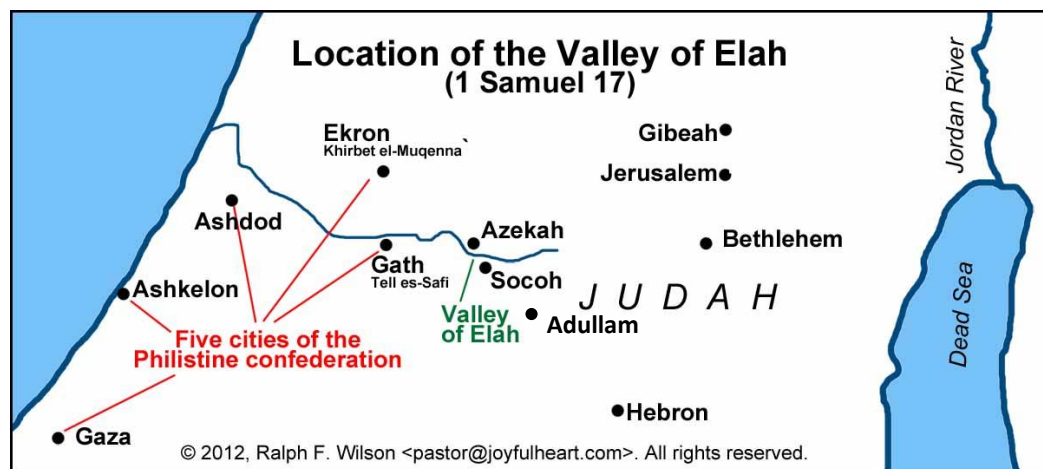 Location of the Valley of Elah
(1 Samuel 17)
Jordan River
Ekron
Khirbet el-Muqenna`
Gibeah
Jerusalem
Ashdod
Azekah
Bethlehem
Gath
Tell es-Safi
Socoh
Ashkelon
JUDAH
Valley
of Elah
Adullam
Dead Sea
Five cities of the
Philistine confederation
Hebron
Gaza
© 2012, Ralph F. Wilson <pastor@joyfulheart.com>. All rights reserved.